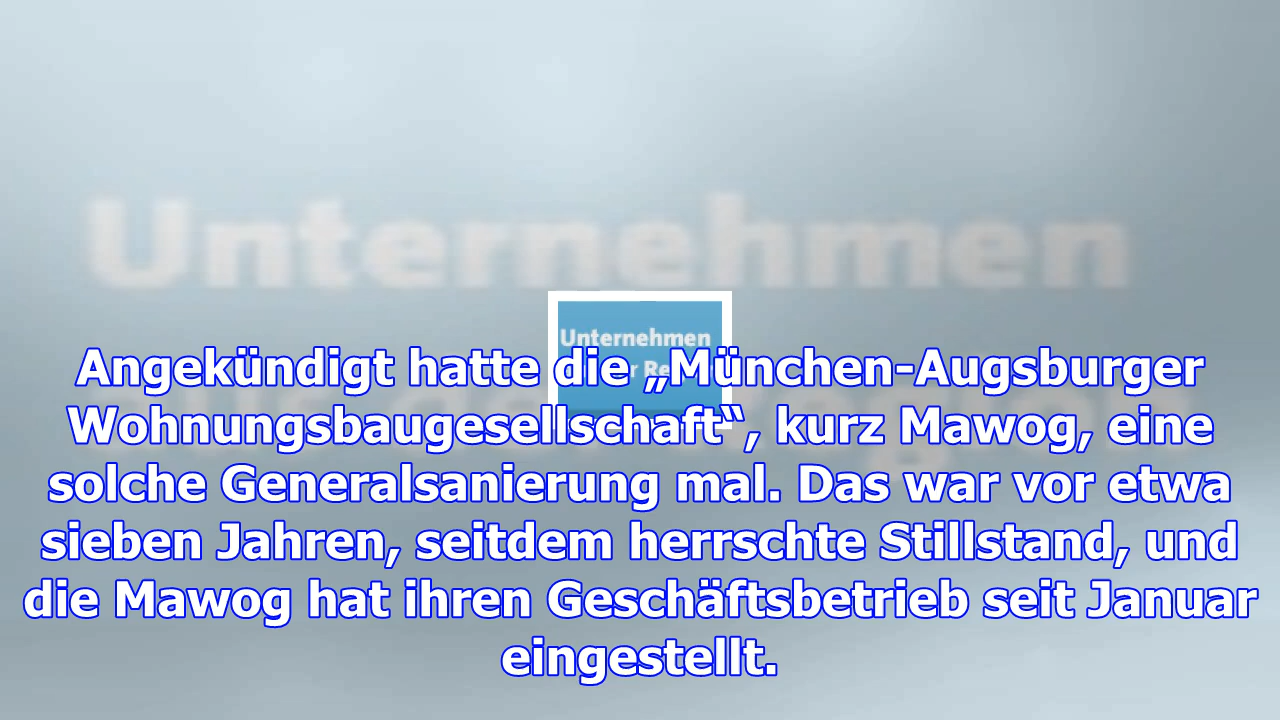 Unternehmen
Unternehmen
Angekündigt hatte die „München-Augsburger
Wohnungsbaugesellschaft“, kurz Mawog, eine
solche Generalsanierung mal. Das war vor etwa
sieben Jahren, seitdem herrschte Stillstand, und
die Mawog hat ihren Geschäftsbetrieb seit Januar
eingestellt.